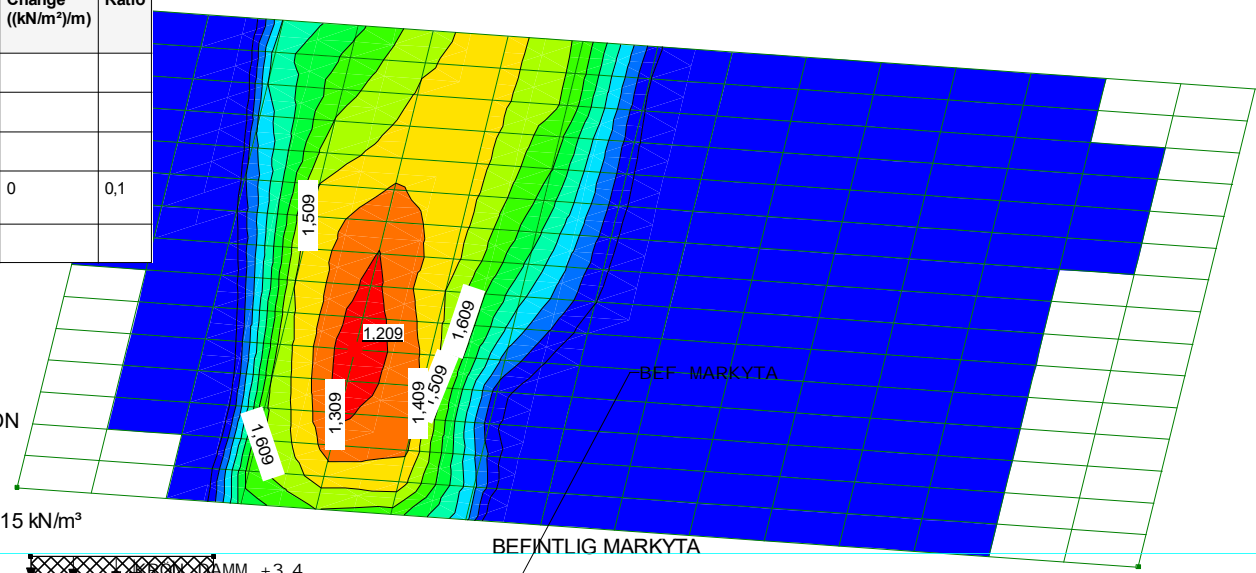 Change
((kN/m²)/m)
Ratio
0
0,1
1,509
1,209
1,609
1,509
1,409
1,309
1,609
BEF MARKYTA
ON
15 kN/m³
BEFINTLIG MARKYTA
DAMM +3,4